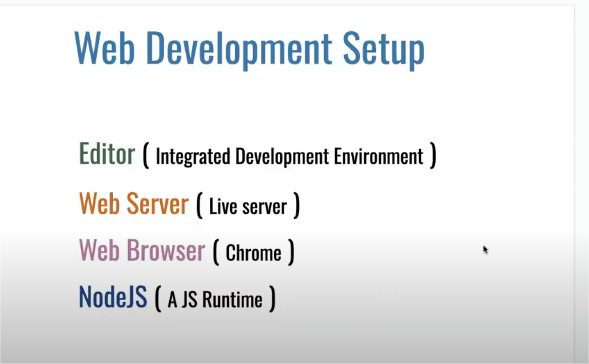 Web Development Setup
Editor ( Integrated Development Environment )
Web Server ( Live server )
Web Browser ( Chrome )
NodeJS ( A JS Runtime )